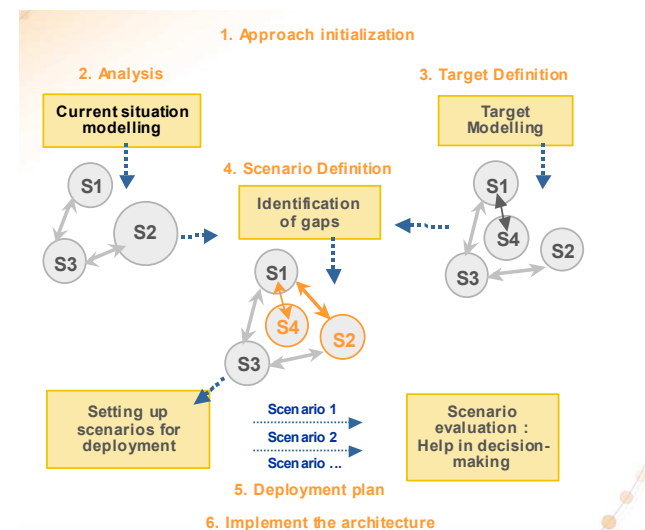 1. Approach initialization
2. Analysis
3. Target Definition
Current situation
modelling
Target
Modelling
4. Scenario Definition
S1
S2
S3
Identification
of gaps
S1
S4
S2
S3
S1
S4
S2
S3
Setting up
scenarios for
deployment
Scenario 1
Scenario 2
Scenario ...
Scenario
evaluation :
Help in decision-
making
5. Deployment plan
6. Implement the architecture